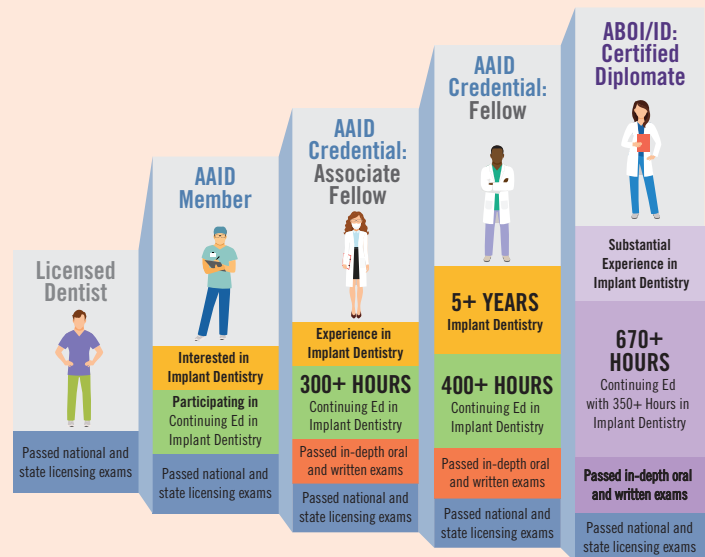 Licensed
Dentist
Passed national and
state licensing exams
AAID
Member
Interested in
Implant Dentistry
Participating in
Continuing Ed in
Implant Dentistry
Passed national and
state licensing exams
AAID
Credential:
Associate
Fellow
Experience in
Implant Dentistry
300+ HOURS
Continuing Ed in
Implant Dentistry
Passed in-depth oral
and written exams
Passed national and
state licensing exams
AAID
Credential:
Fellow
5+ YEARS
Implant Dentistry
400+ HOURS
Continuing Ed in
Implant Dentistry
Passed in-depth oral
and written exams
Passed national and
state licensing exams
ABOI/ID:
Certified
Diplomate
Substantial
Experience in
Implant Dentistry
670+
HOURS
Continuing Ed
with 350+ Hours in
Implant Dentistry
Passed in-depth oral
and written exams
Passed national and
state licensing exams